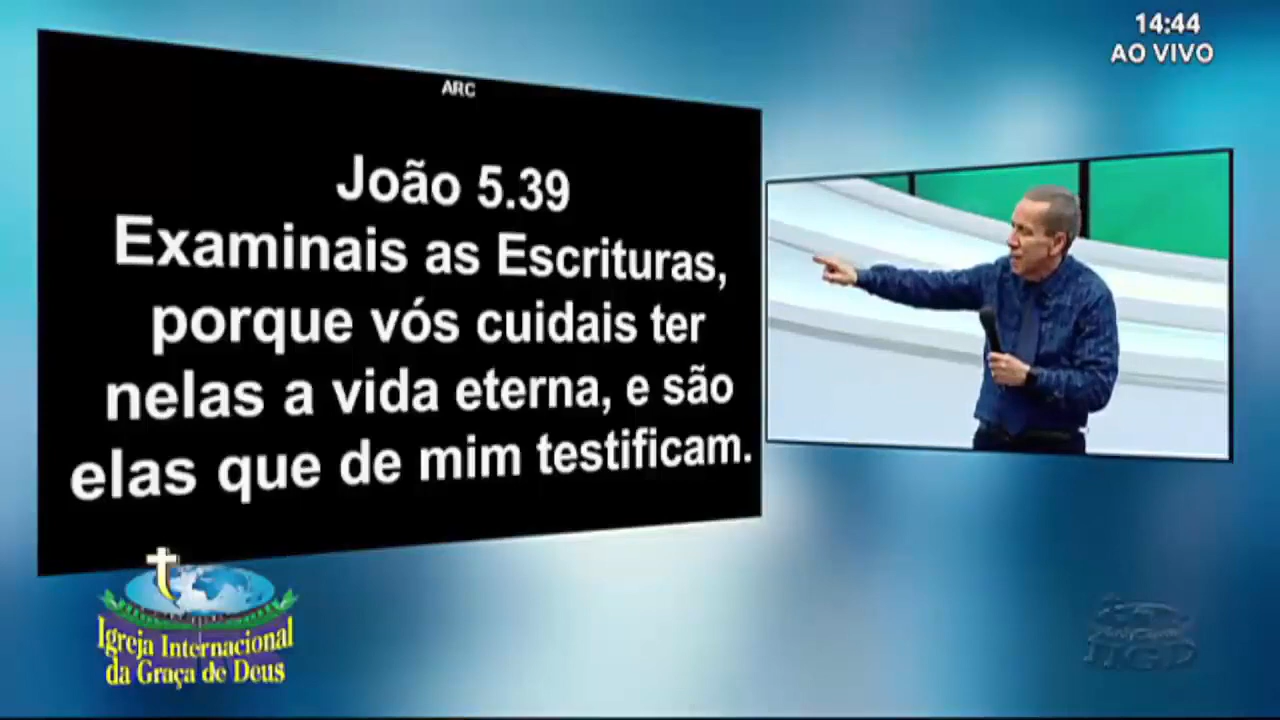 14:44
AO VIVO
ARC
João 5.39
Examinais as Escrituras,
porque vós cuidais ter
nelas a vida eterna, e são
elas que de mim testificam.
Igreja Internacional
da Graça de Deus